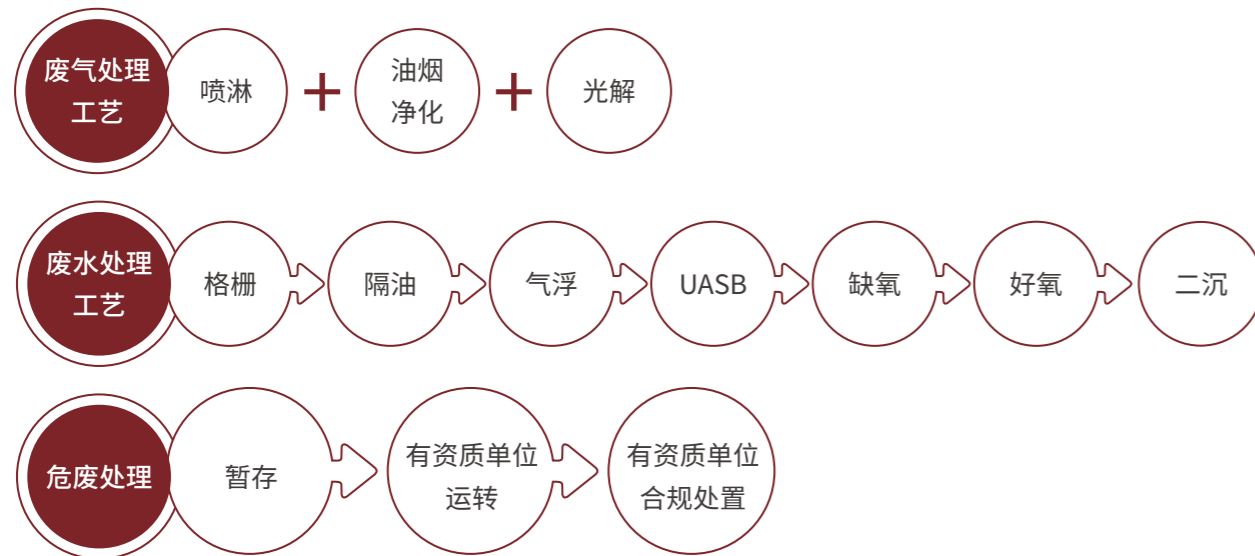 废气处理
工艺
喷淋
油烟
净化
光解
废水处理
工艺
格栅
隔油
气浮
UASB
缺氧
好氧
二沉
危废处理
暂存
有资质单位
运转
有资质单位
合规处置